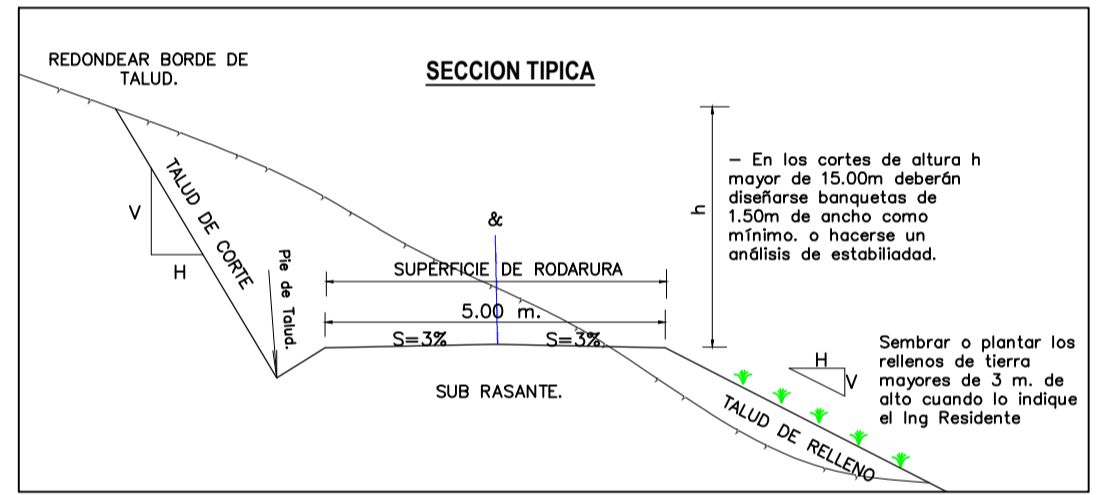 REDONDEAR BORDE DE
TALUD.
SECCION TIPICA
TALUD DE CORTE
V
H
Pie de Talud.
&
SUPERFICIE DE RODARURA
5.00 m.
S=3%
S=3%
SUB RASANTE.
h
– En los cortes de altura h
mayor de 15.00m deberán
diseñarse banquetas de
1.50m de ancho como
mínimo. o hacerse un
análisis de estabiliadad.
H
V
Sembrar o plantar los
rellenos de tierra
mayores de 3 m. de
alto cuando lo indique
el Ing Residente
TALUD DE RELLENO